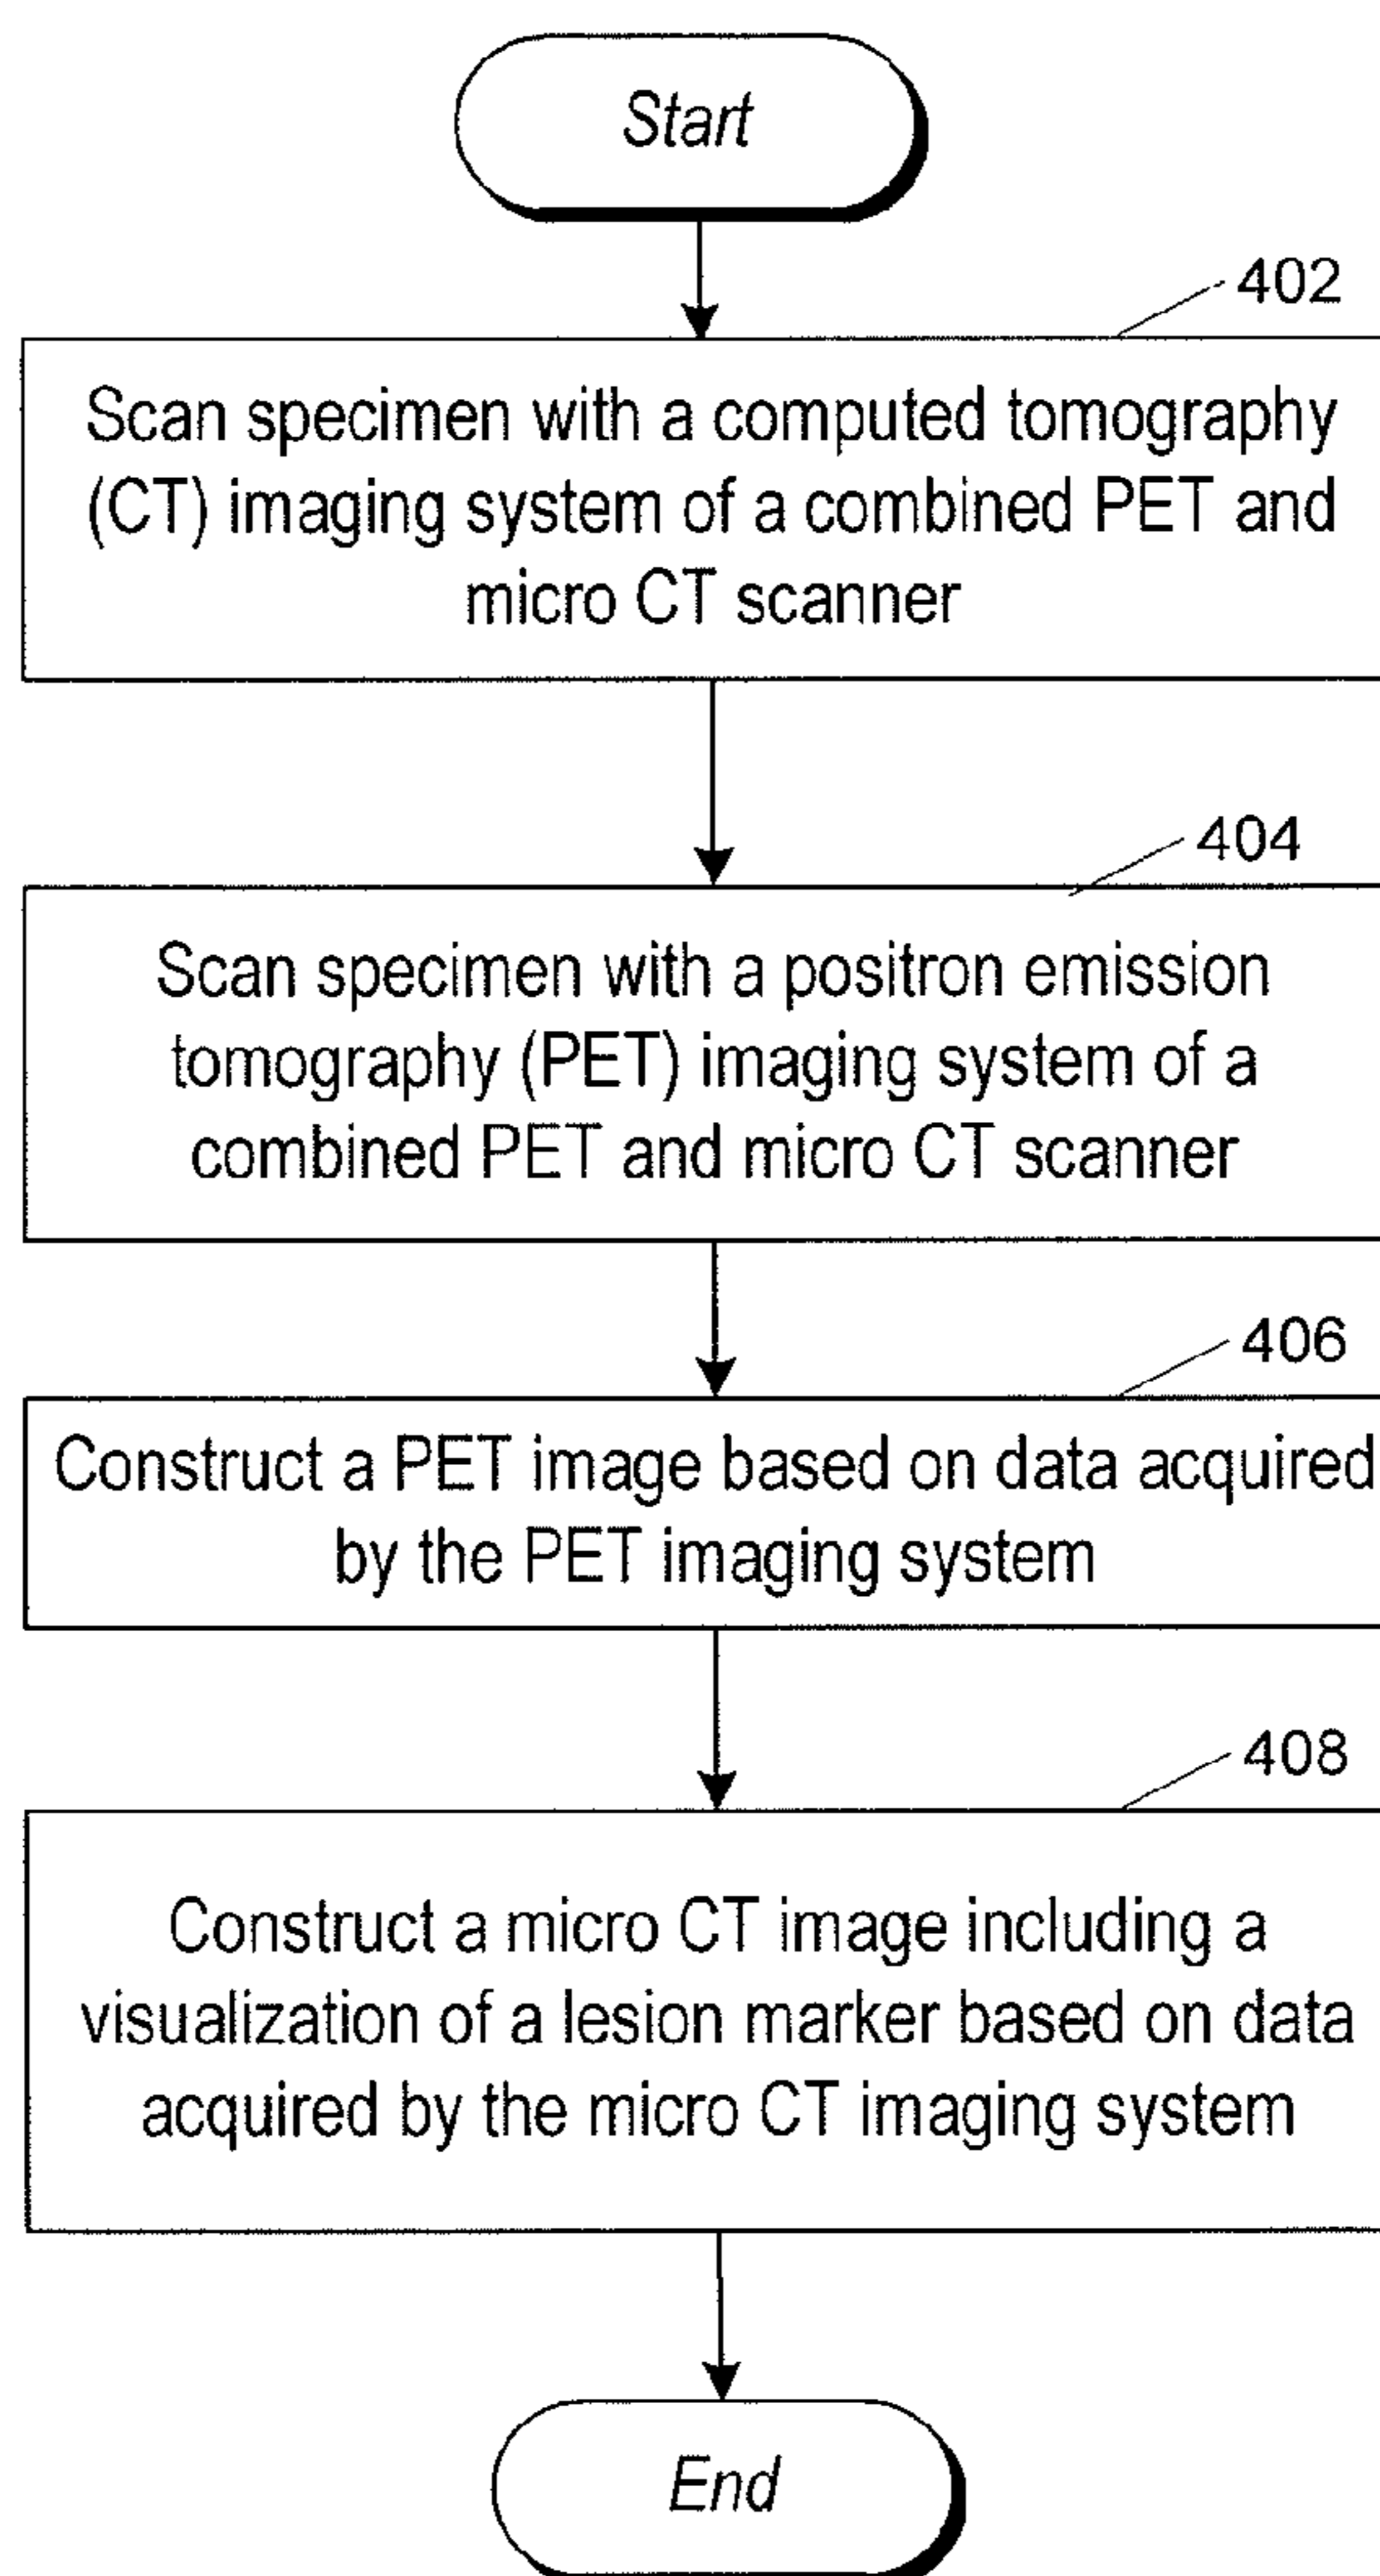 Start
402
Scan specimen with a computed tomography
(CT) imaging system of a combined PET and
micro CT scanner
404
Scan specimen with a positron emission
tomography (PET) imaging system of a
combined PET and micro CT scanner
406
Construct a PET image based on data acquired
by the PET imaging system
408
Construct a micro CT image including a
visualization of a lesion marker based on data
acquired by the micro CT imaging system
End